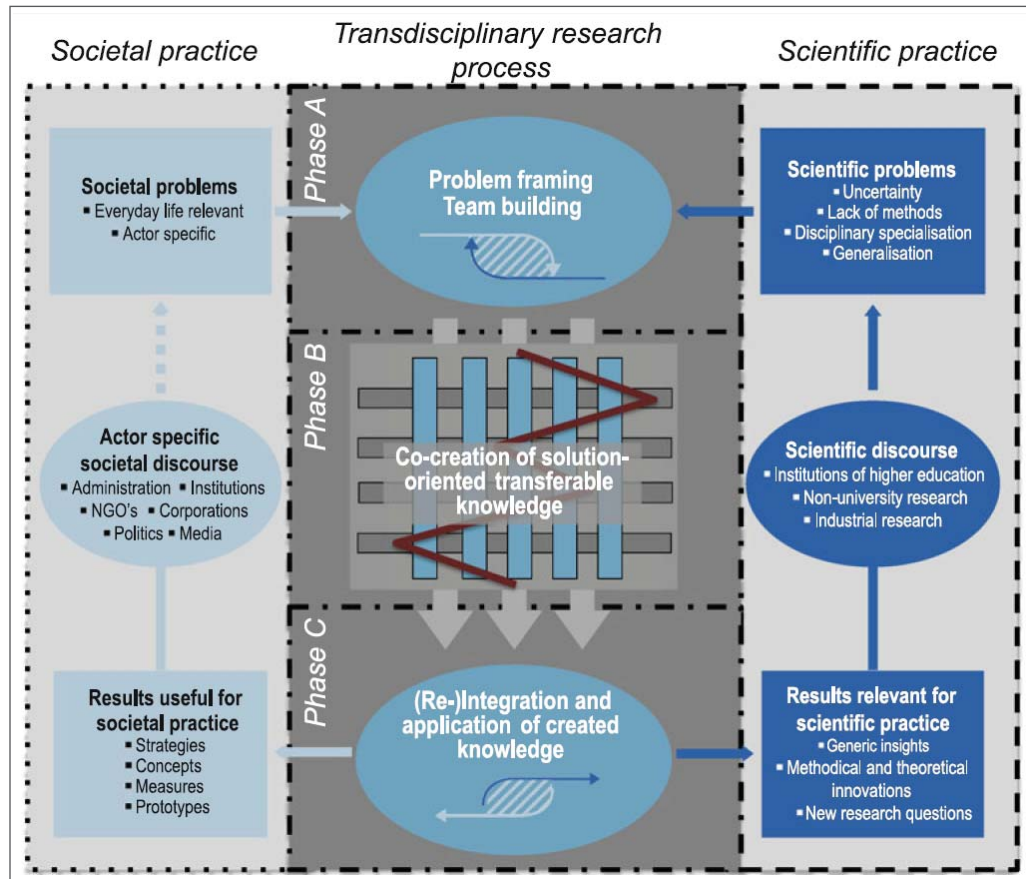 Societal practice
Transdisciplinary research
process
Scientific practice
Societal problems
▪ Everyday life relevant
▪ Actor specific
Actor specific
societal discourse
▪ Administration ▪ Institutions
▪ NGO's ▪ Corporations
▪ Politics ▪ Media
Results useful for
societal practice
▪ Strategies
▪ Concepts
▪ Measures
▪ Prototypes
Phase A
Problem framing
Team building
Phase B
Co-creation of solution-
oriented transferable
knowledge
Phase C
(Re-)Integration and
application of created
knowledge
Scientific problems
▪ Uncertainty
▪ Lack of methods
▪ Disciplinary specialisation
▪ Generalisation
Scientific discourse
▪ Institutions of higher education
▪ Non-university research
▪ Industrial research
Results relevant for
scientific practice
▪ Generic insights
▪ Methodical and theoretical
innovations
▪ New research questions